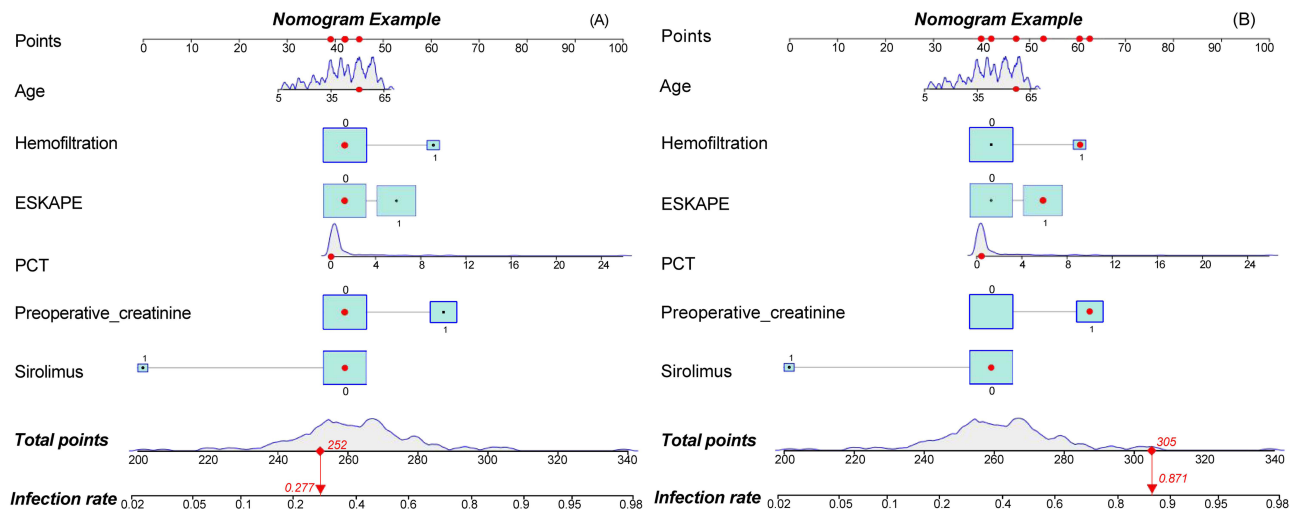 Nomogram Example (A)
Points
0 10 20 30 40 50 60 70 80 90 100
Age
5 35 65
Hemofiltration
0
1
ESKAPE
0
1
PCT
0 4 8 12 16 20 24
Preoperative_creatinine
0
1
Sirolimus
1
0
Total points
252
200 220 240 260 280 300 320 340
0.277
Infection rate
0.02 0.05 0.1 0.2 0.4 0.6 0.8 0.9 0.95 0.98
Nomogram Example (B)
Points
0 10 20 30 40 50 60 70 80 90 100
Age
5 35 65
Hemofiltration
0
1
ESKAPE
0
1
PCT
0 4 8 12 16 20 24
Preoperative_creatinine
0
1
Sirolimus
1
0
Total points
305
200 220 240 260 280 300 320 340
0.871
Infection rate
0.02 0.05 0.1 0.2 0.4 0.6 0.8 0.9 0.95 0.98